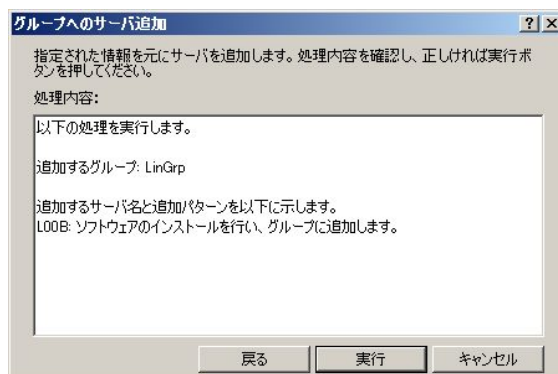 グループへのサーバ追加
指定された情報を元にサーバを追加します。処理内容を確認し、正しければ実行ボ
タンを押してください。
処理内容:
以下の処理を実行します。
追加するグループ: LinGrp
追加するサーバ名と追加パターンを以下に示します。
L00B: ソフトウェアのインストールを行い、グループに追加します。
戻る
実行
キャンセル